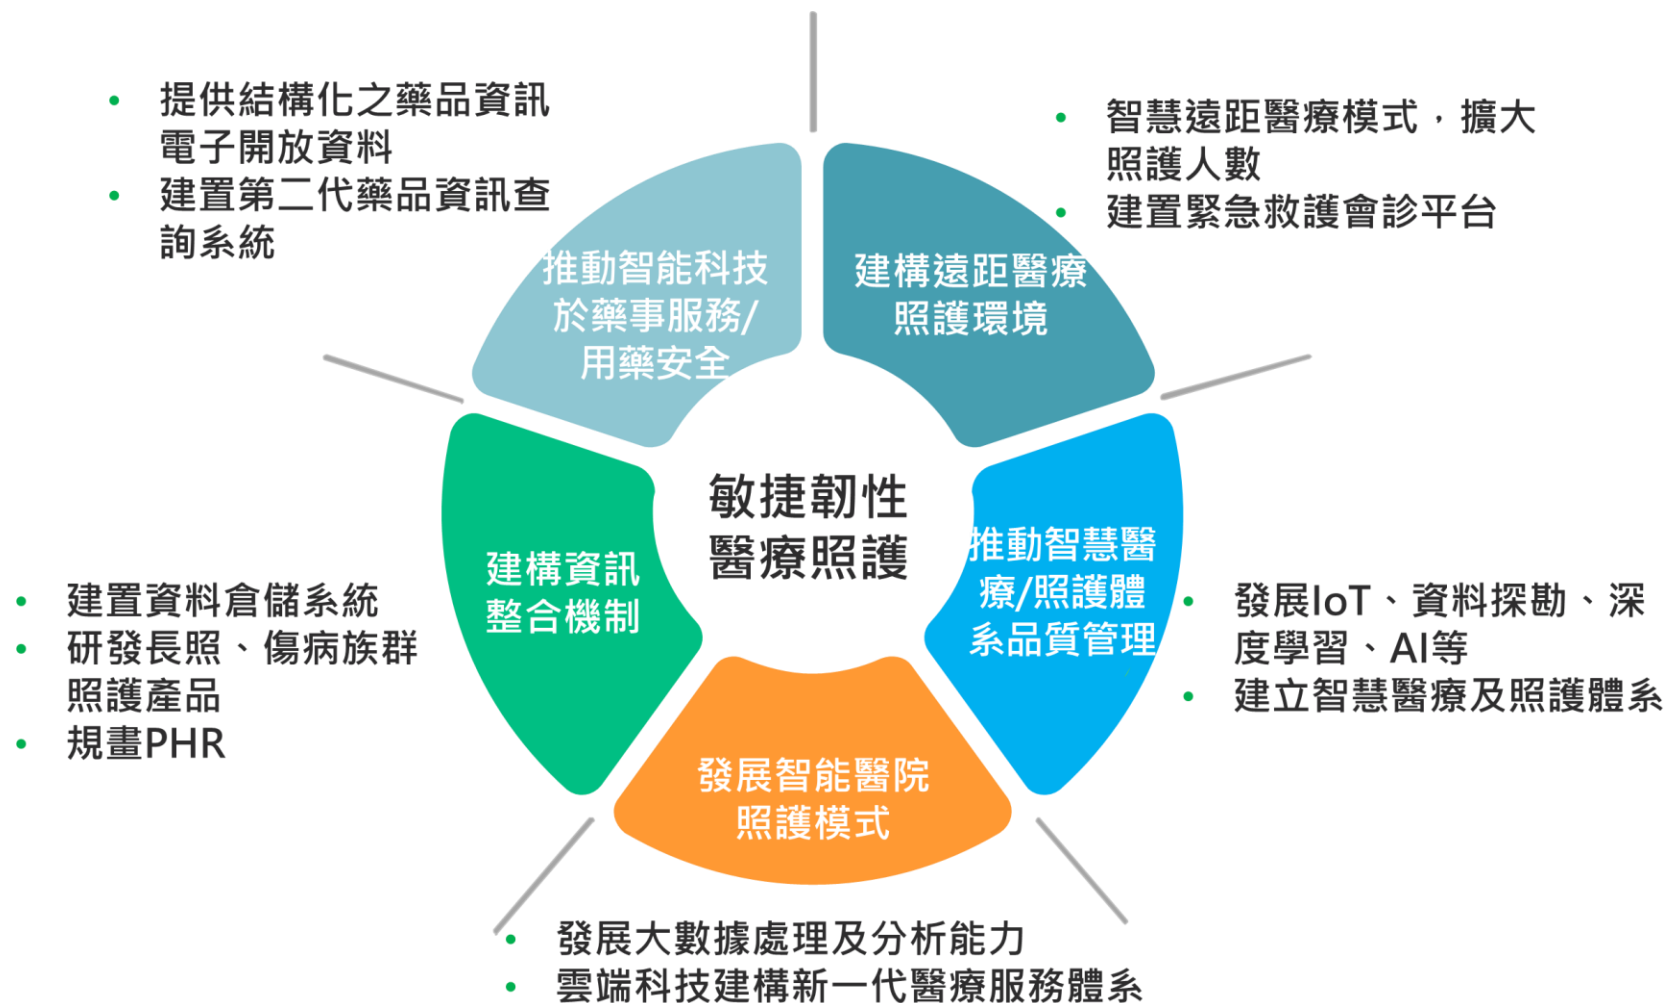 • 提供結構化之藥品資訊
電子開放資料
• 建置第二代藥品資訊查
詢系統
• 智慧遠距醫療模式，擴大
照護人數
• 建置緊急救護會診平台
推動智能科技
於藥事服務/
用藥安全
建構遠距醫療
照護環境
敏捷韌性
醫療照護
建構資訊
整合機制
推動智慧醫
療/照護體
系品質管理
• 建置資料倉儲系統
• 研發長照、傷病族群
照護產品
• 規畫PHR
• 發展IoT、資料探勘、深
度學習、AI等
• 建立智慧醫療及照護體系
發展智能醫院
照護模式
• 發展大數據處理及分析能力
• 雲端科技建構新一代醫療服務體系